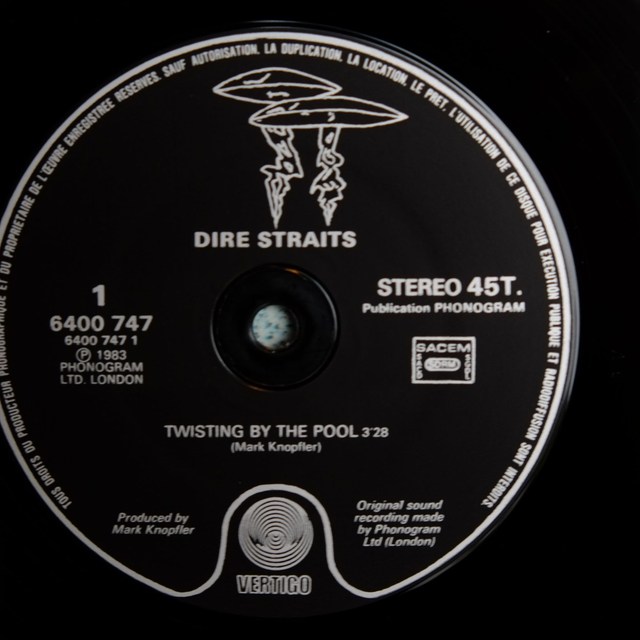 TOUS DROITS DU PRODUCTEUR PHONOGRAPHIQUE ET DU PROPRIETAIRE DE L'ŒUVRE ENREGISTREE RESERVES. SAUF AUTORISATION, LA DUPLICATION, LA LOCATION, LE PRET, L'UTILISATION DE CE DISQUE POUR EXECUTION PUBLIQUE ET RADIODIFFUSION SONT INTERDITS
DIRE STRAITS
1
6400 747
6400 747 1
Ⓟ 1983
PHONOGRAM
LTD. LONDON
STEREO 45T.
Publication PHONOGRAM
SACEM
TWISTING BY THE POOL 3'28
(Mark Knopfler)
Produced by
Mark Knopfler
Original sound
recording made
by Phonogram
Ltd (London)
VERTIGO